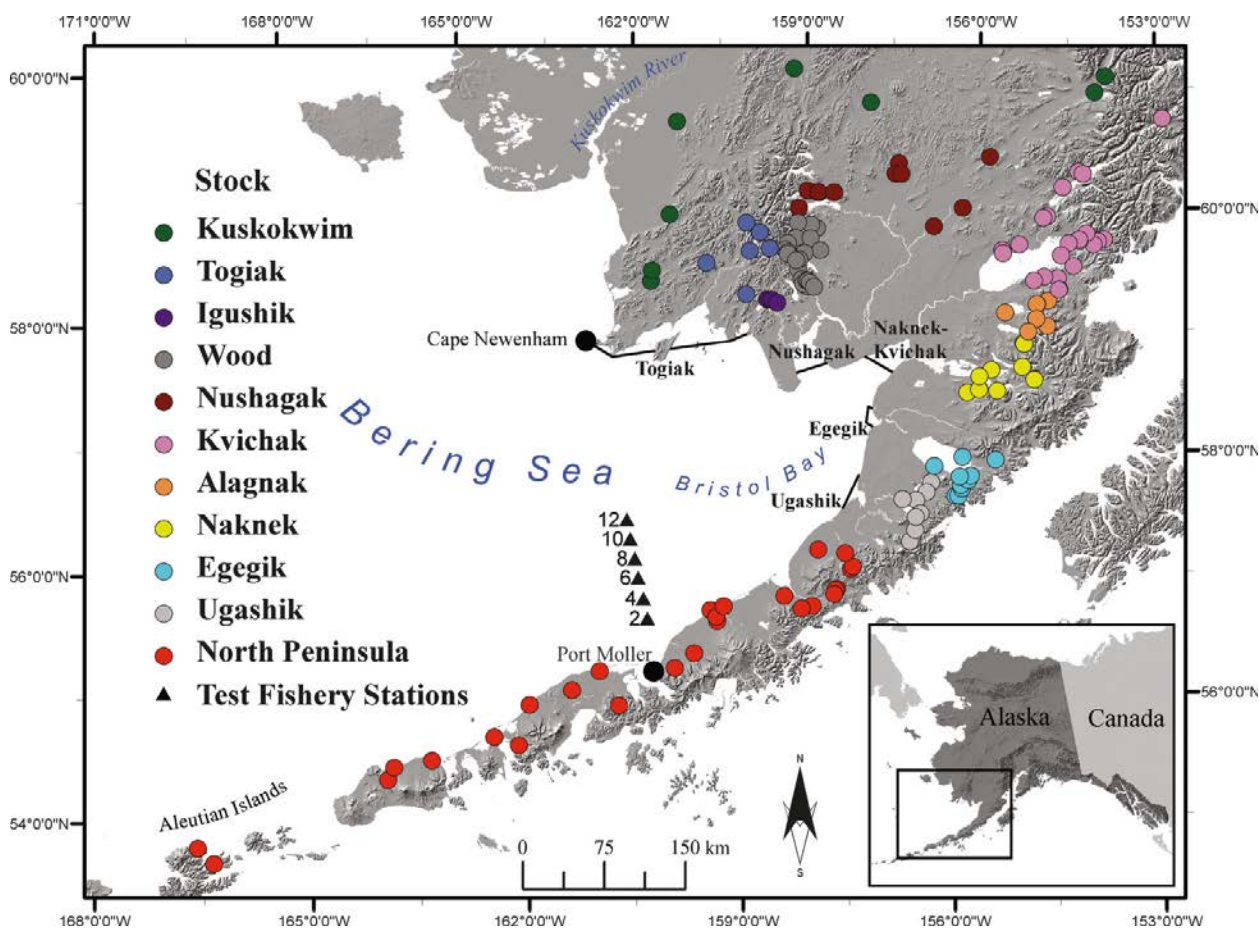 171°0'0"W 168°0'0"W 165°0'0"W 162°0'0"W 159°0'0"W 156°0'0"W 153°0'0"W
60°0'0"N
58°0'0"N
56°0'0"N
54°0'0"N
60°0'0"N
58°0'0"N
56°0'0"N
Kuskokwim River
Stock
Kuskokwim
Togiak
Igushik
Wood
Nushagak
Kvichak
Alagnak
Naknek
Egegik
Ugashik
North Peninsula
Test Fishery Stations
Cape Newenham
Togiak
Nushagak
Naknek-
Kvichak
Egegik
Ugashik
Bering Sea
Bristol Bay
12
10
8
6
4
2
Port Moller
Aleutian Islands
0 75 150 km
N
S
Alaska
Canada
168°0'0"W 165°0'0"W 162°0'0"W 159°0'0"W 156°0'0"W 153°0'0"W